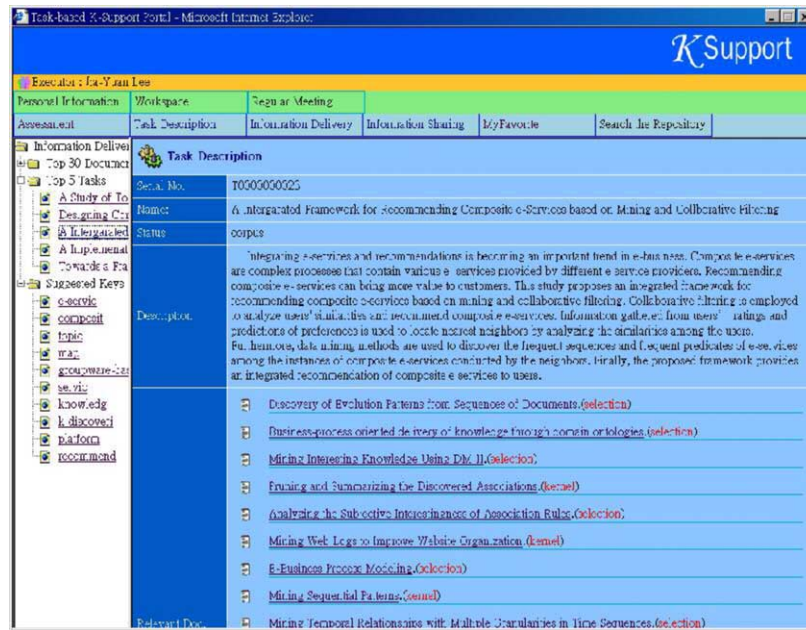 Task-based K-Support Portal - Microsoft Internet Explorer
KSupport
Executor : Jia-Yuan Lee
Personal Information Workspace Regular Meeting
Assessment Task Description Information Delivery Information Sharing MyFavorite Search the Repository
Information Deliver
Top 30 Documer
Top 5 Tasks
A Study of To
Designing Cor
A Intergarated
A Implemenat
Towards a Fra
Suggested Keys
e-servic
composit
topic
map
groupware-bas
servic
knowledg
k discoveri
platform
recommend
Task Description
Serial No.
Name: A Intergarated Framework for Recommending Composite e-Services based on Mining and Collborative Filtering
Status corpus
Description
Integrating e-services and recommendations is becoming an important trend in e-business. Composite e-services
are complex processes that contain various e-services provided by different e-service providers. Recommending
composite e-services can bring more value to customers. This study proposes an integrated framework for
recommending composite e-services based on mining and collaborative filtering. Collaborative filtering is employed
to analyze users' similarities and recommend composite e-services. Information gathered from users' ratings and
predictions of preferences is used to locate nearest neighbors by analyzing the similarities among the users.
Furthermore, data mining methods are used to discover the frequent sequences and frequent predicates of e-services
among the instances of composite e-services conducted by the neighbors. Finally, the proposed framework provides
an integrated recommendation of composite e-services to users.
Relevant Doc.
Discovery of Evolution Patterns from Sequences of Documents.(selection)
Business-process oriented delivery of knowledge through domain ontologies.(selection)
Mining Interesting Knowledge Using DM-II.(selection)
Pruning and Summarizing the Discovered Associations.(kernel)
Analyzing the Subjective Interestingness of Association Rules.(selection)
Mining Web Logs to Improve Website Organization.(kernel)
E-Business Process Modeling.(selection)
Mining Sequential Patterns.(kernel)
Mining Temporal Relationships with Multiple Granularities in Time Sequences.(selection)